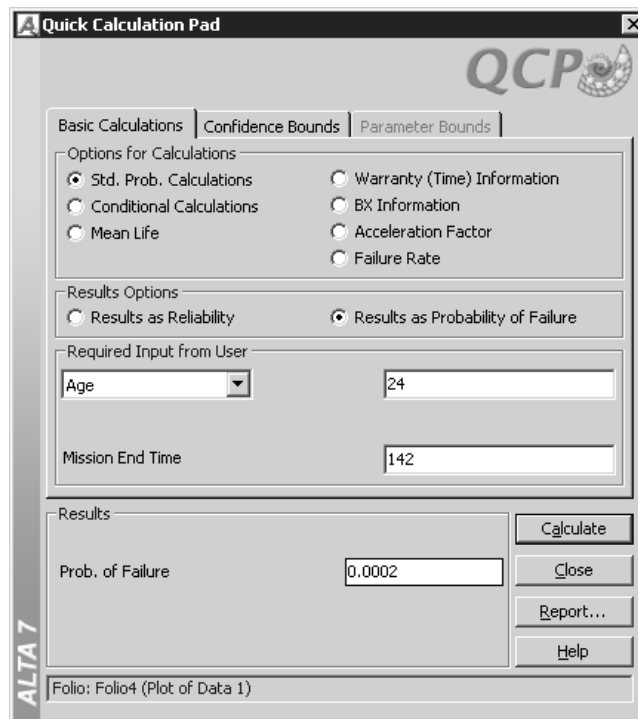 Quick Calculation Pad
QCP
Basic Calculations
Confidence Bounds
Parameter Bounds
Options for Calculations
Std. Prob. Calculations
Warranty (Time) Information
Conditional Calculations
BX Information
Mean Life
Acceleration Factor
Failure Rate
Results Options
Results as Reliability
Results as Probability of Failure
Required Input from User
Age
24
Mission End Time
142
Results
Prob. of Failure
0.0002
Calculate
Close
Report...
Help
ALTA 7
Folio: Folio4 (Plot of Data 1)